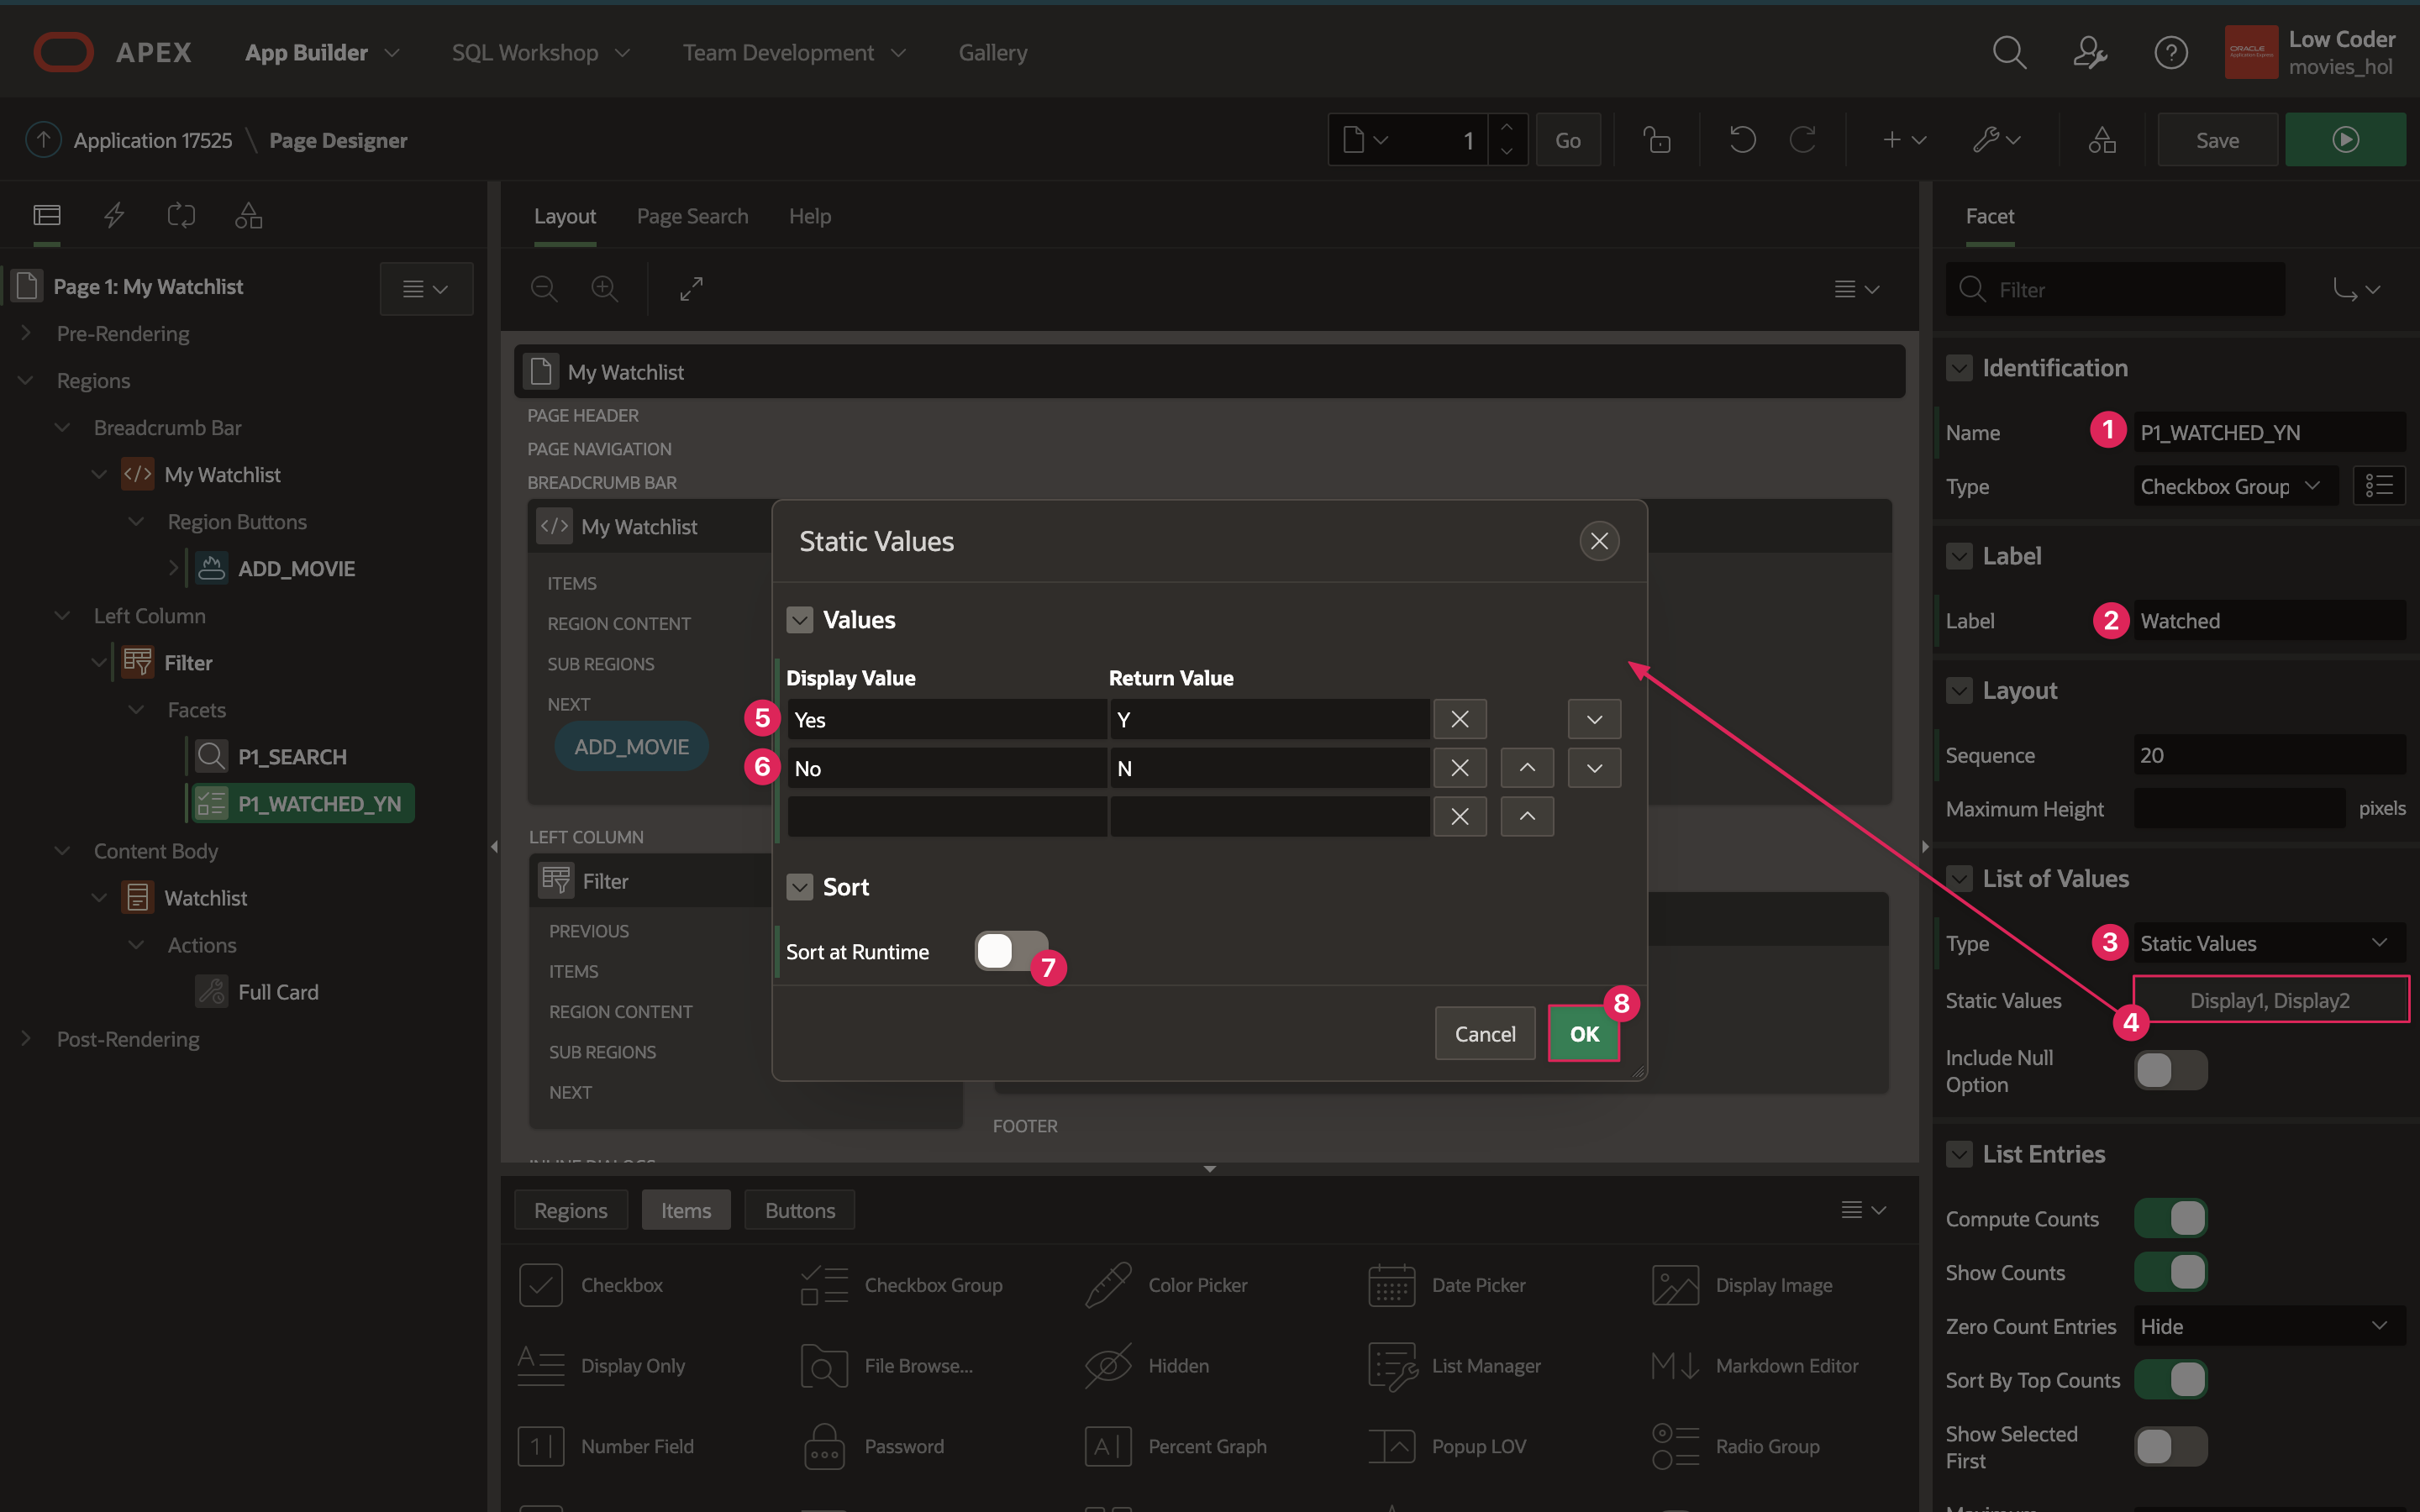 APEX App Builder SQL Workshop Team Development Gallery
ORACLE
Low Coder
movies_hol
Application 17525 \ Page Designer
1 Go Save
Layout Page Search Help
Facet
Page 1: My Watchlist
Pre-Rendering
Regions
Breadcrumb Bar
</> My Watchlist
Region Buttons
ADD_MOVIE
Left Column
Filter
Facets
P1_SEARCH
P1_WATCHED_YN
Content Body
Watchlist
Actions
Full Card
Post-Rendering
My Watchlist
PAGE HEADER
PAGE NAVIGATION
BREADCRUMB BAR
</> My Watchlist
ITEMS
REGION CONTENT
SUB REGIONS
NEXT
ADD_MOVIE
LEFT COLUMN
Filter
PREVIOUS
ITEMS
REGION CONTENT
SUB REGIONS
NEXT
FOOTER
Static Values
Values
Display Value Return Value
5 Yes Y
6 No N
Sort
Sort at Runtime 7
Cancel OK 8
Regions Items Buttons
Checkbox Checkbox Group Color Picker Date Picker Display Image
Display Only File Browse... Hidden List Manager Markdown Editor
Number Field Password Percent Graph Popup LOV Radio Group
Filter
Identification
Name 1 P1_WATCHED_YN
Type Checkbox Group
Label
Label 2 Watched
Layout
Sequence 20
Maximum Height pixels
List of Values
Type 3 Static Values
Static Values 4 Display1, Display2
Include Null
Option
List Entries
Compute Counts
Show Counts
Zero Count Entries Hide
Sort By Top Counts
Show Selected
First